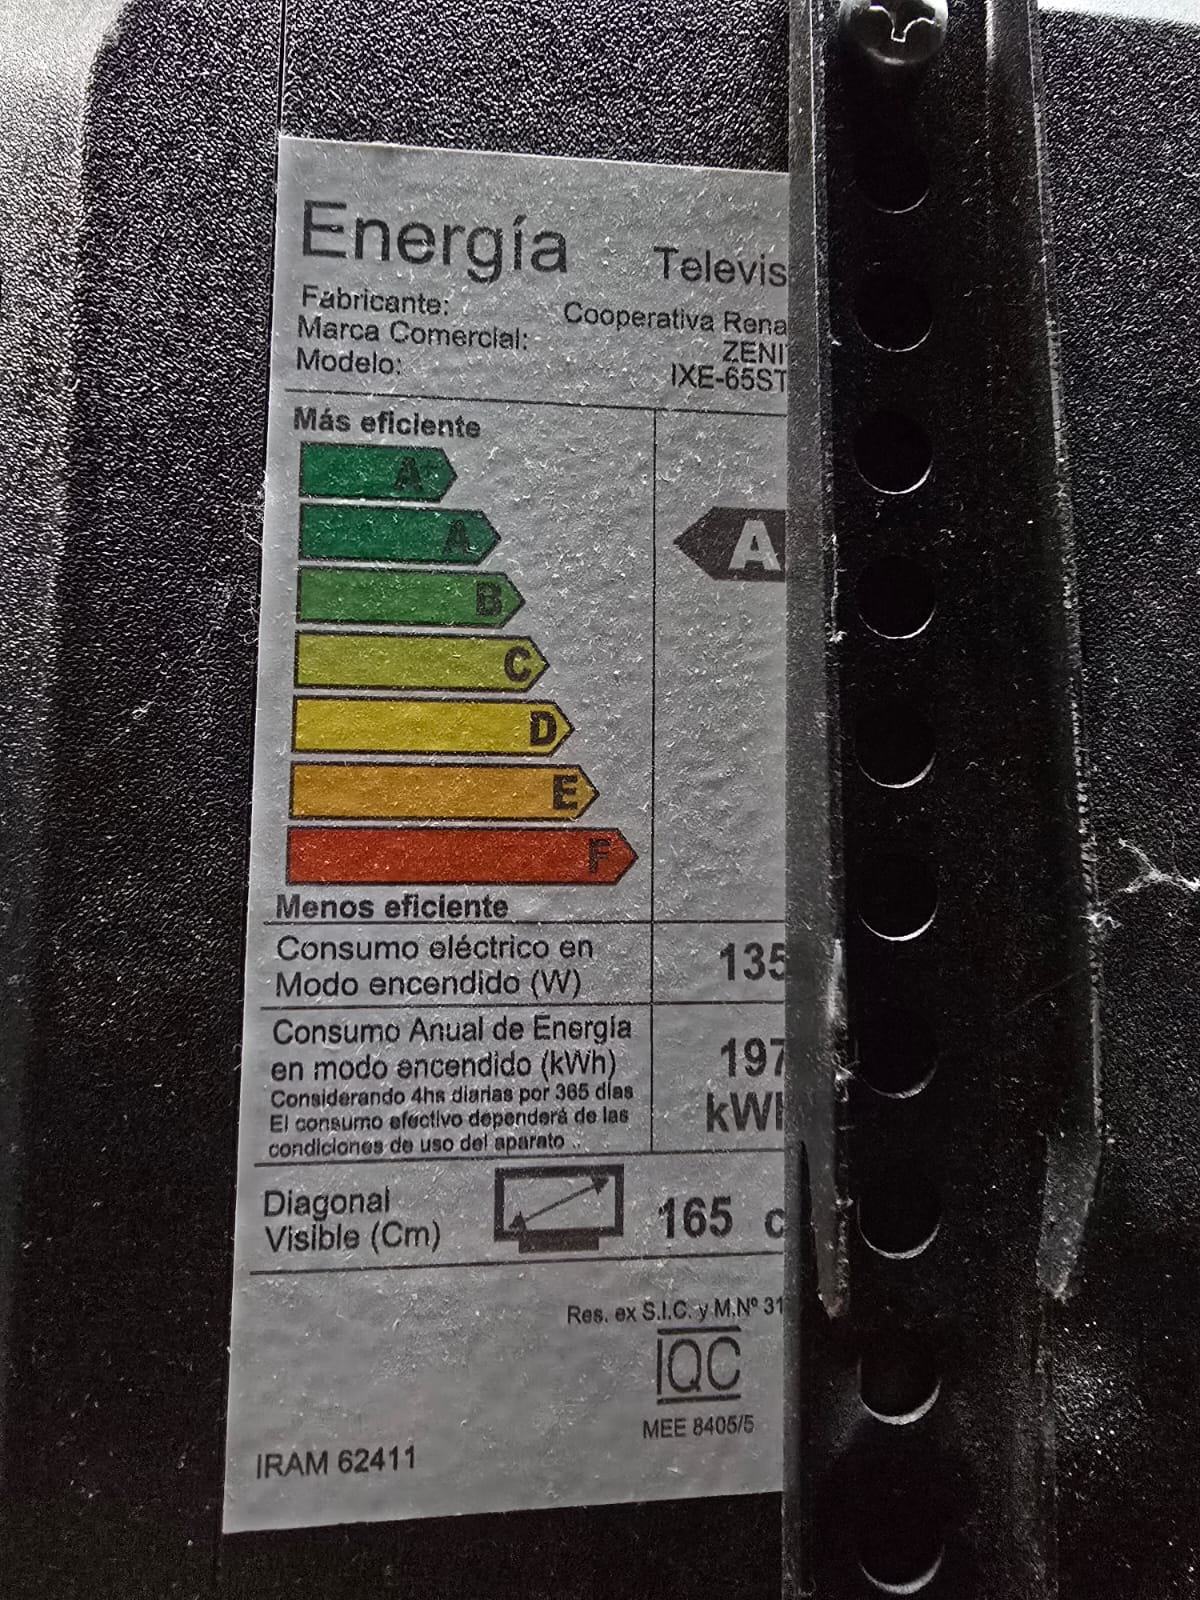 Energía
Televis
Fabricante: Cooperativa Rena
Marca Comercial: ZENI
Modelo: IXE-65ST
Más eficiente
A
A
A
B
C
D
E
F
Menos eficiente
Consumo eléctrico en
Modo encendido (W)
135
Consumo Anual de Energía
en modo encendido (kWh)
Considerando 4hs diarias por 365 días
El consumo efectivo dependerá de las
condiciones de uso del aparato
197
kWh
Diagonal
Visible (Cm)
165 c
Res. ex S.I.C. y M.Nº 31
IQC
MEE 8405/5
IRAM 62411